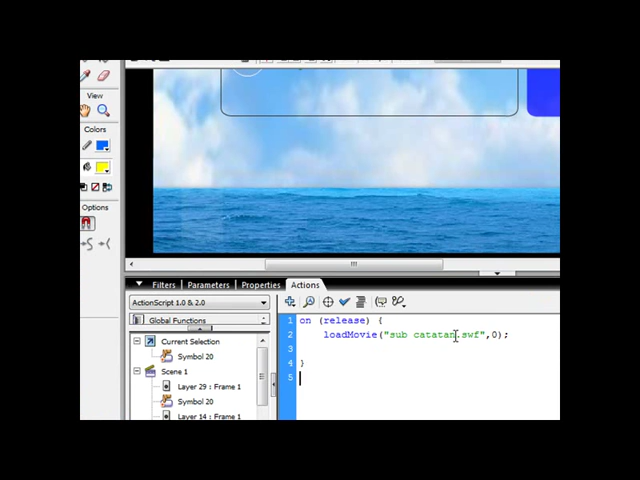 View
Colors
Options
Filters Parameters Properties Actions
ActionScript 1.0 & 2.0
Global Functions
Current Selection
Symbol 20
Scene 1
Layer 29 : Frame 1
Symbol 20
Layer 14 : Frame 1
1 on (release) {
2 loadMovie("sub catatan.swf",0);
3
4 }
5